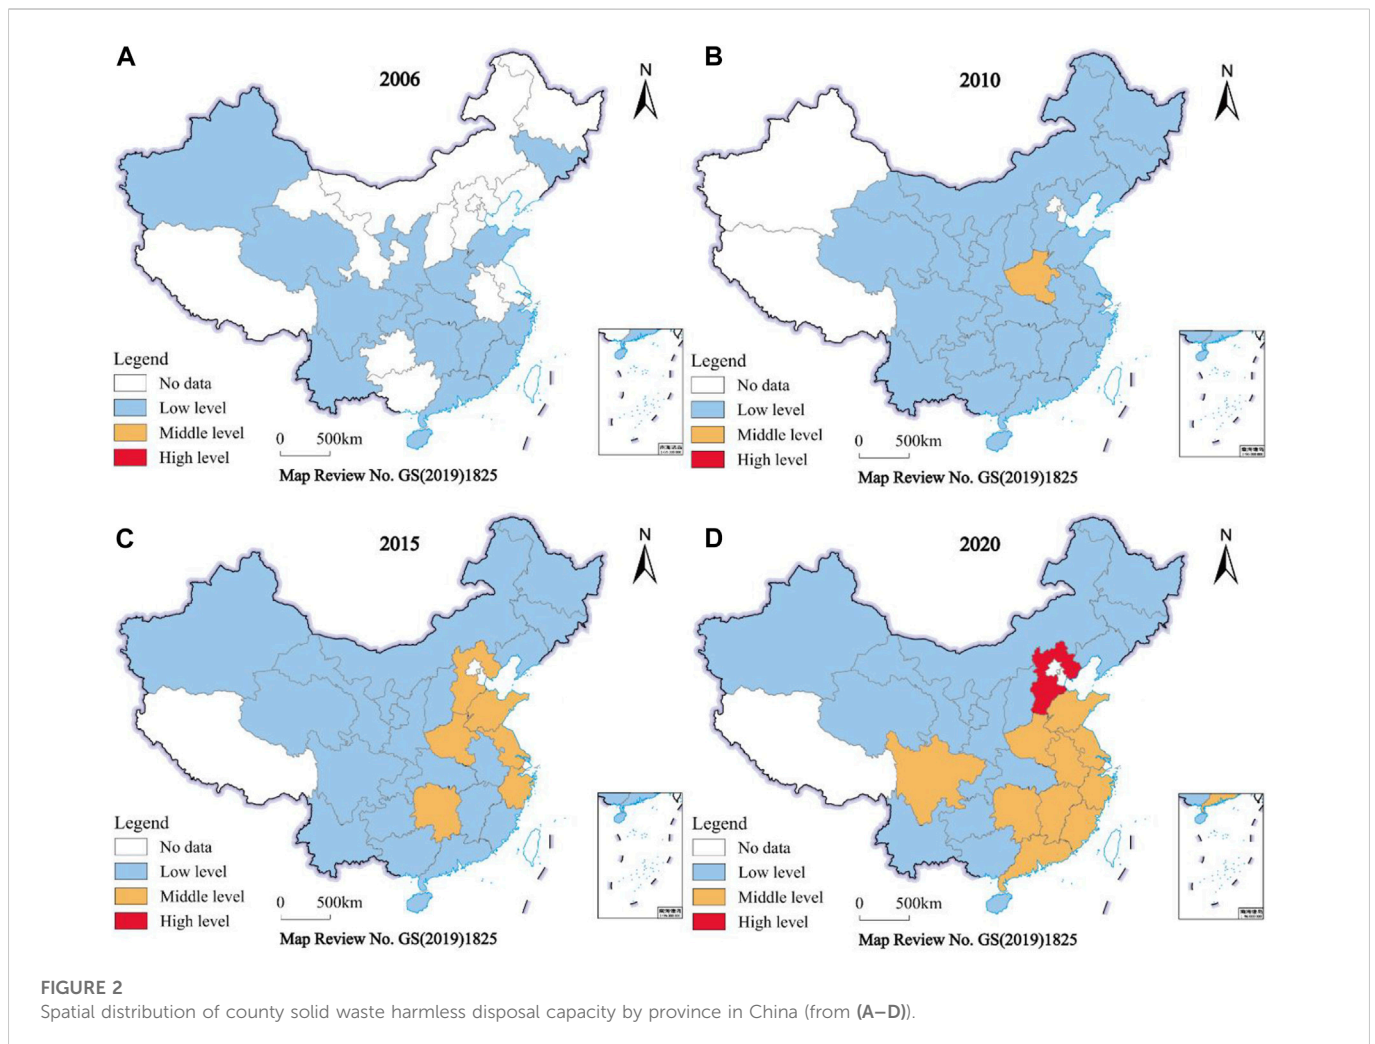 A
2006
N
Legend
No data
Low level
Middle level
High level
0 500km
Map Review No. GS(2019)1825
B
2010
N
Legend
No data
Low level
Middle level
High level
0 500km
Map Review No. GS(2019)1825
C
2015
N
Legend
No data
Low level
Middle level
High level
0 500km
Map Review No. GS(2019)1825
D
2020
N
Legend
No data
Low level
Middle level
High level
0 500km
Map Review No. GS(2019)1825
FIGURE 2
Spatial distribution of county solid waste harmless disposal capacity by province in China (from (A–D)).